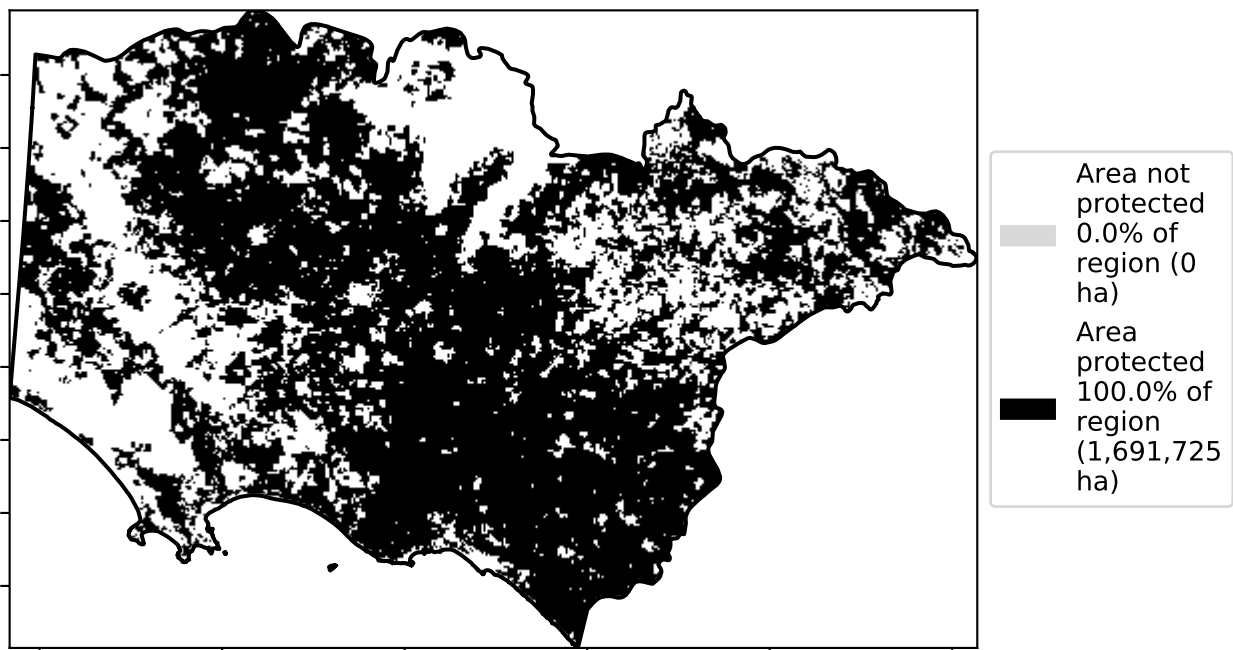 Area not
protected
0.0% of
region (0
ha)
Area
protected
100.0% of
region
(1,691,725
ha)